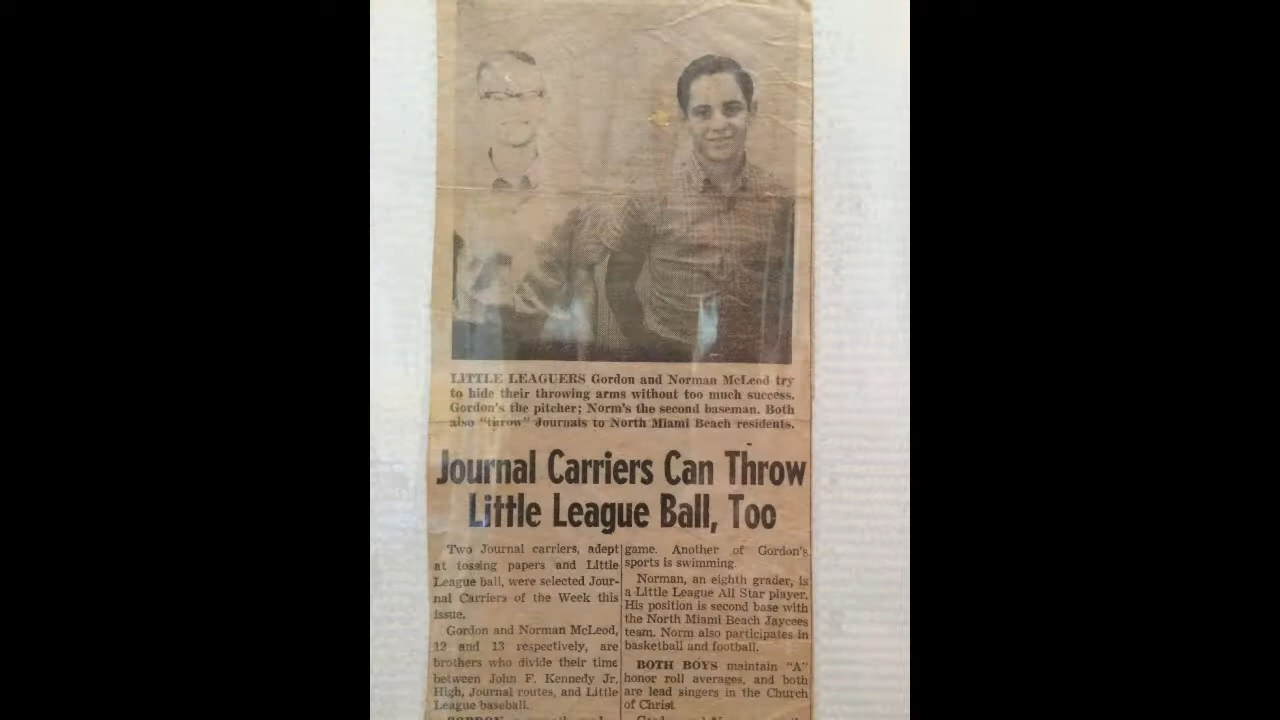 LITTLE LEAGUERS Gordon and Norman McLeod try
to hide their throwing arms without too much success.
Gordon's the pitcher; Norm's the second baseman. Both
also "throw" Journals to North Miami Beach residents.
Journal Carriers Can Throw
Little League Ball, Too
Two Journal carriers, adept
at tossing papers and Little
League ball, were selected Jour-
nal Carriers of the Week this
issue.
Gordon and Norman McLeod,
12 and 13 respectively, are
brothers who divide their time
between John F. Kennedy Jr.
High, Journal routes, and Little
League baseball.
game. Another of Gordon's
sports is swimming.
Norman, an eighth grader, is
a Little League All Star player.
His position is second base with
the North Miami Beach Jaycees
team. Norm also participates in
basketball and football.
BOTH BOYS maintain "A"
honor roll averages, and both
are lead singers in the Church
of Christ.